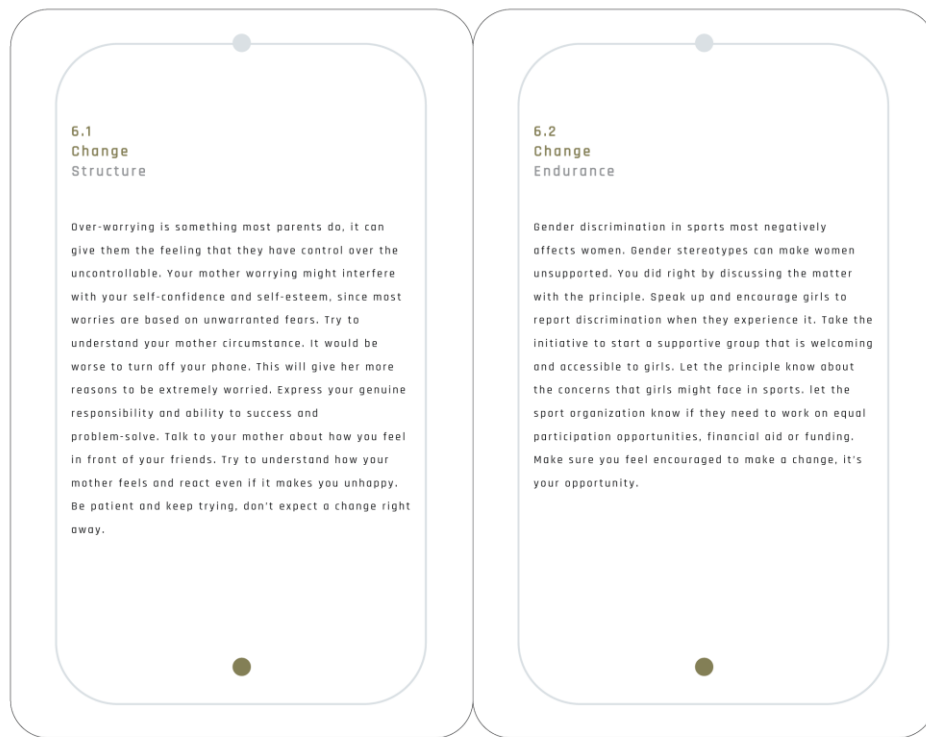 6.1
Change
Structure
Over-worrying is something most parents do, it can
give them the feeling that they have control over the
uncontrollable. Your mother worrying might interfere
with your self-confidence and self-esteem, since most
worries are based on unwarranted fears. Try to
understand your mother circumstance. It would be
worse to turn off your phone. This will give her more
reasons to be extremely worried. Express your genuine
responsibility and ability to success and
problem-solve. Talk to your mother about how you feel
in front of your friends. Try to understand how your
mother feels and react even if it makes you unhappy.
Be patient and keep trying, don't expect a change right
away.
6.2
Change
Endurance
Gender discrimination in sports most negatively
affects women. Gender stereotypes can make women
unsupported. You did right by discussing the matter
with the principle. Speak up and encourage girls to
report discrimination when they experience it. Take the
initiative to start a supportive group that is welcoming
and accessible to girls. Let the principle know about
the concerns that girls might face in sports. let the
sport organization know if they need to work on equal
participation opportunities, financial aid or funding.
Make sure you feel encouraged to make a change, it's
your opportunity.